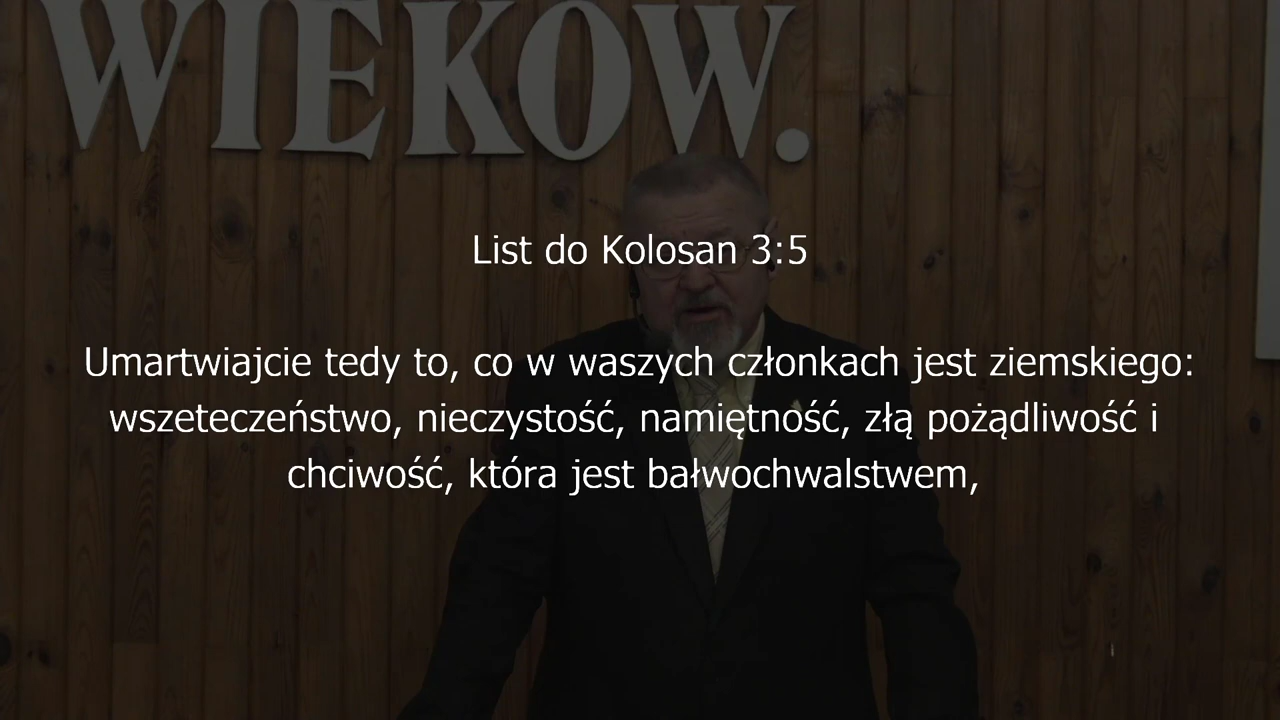 WIEKÓW.
List do Kolosan 3:5
Umartwiajcie tedy to, co w waszych członkach jest ziemskiego:
wszeteczeństwo, nieczystość, namiętność, złą pożądliwość i
chciwość, która jest bałwochwalstwem,